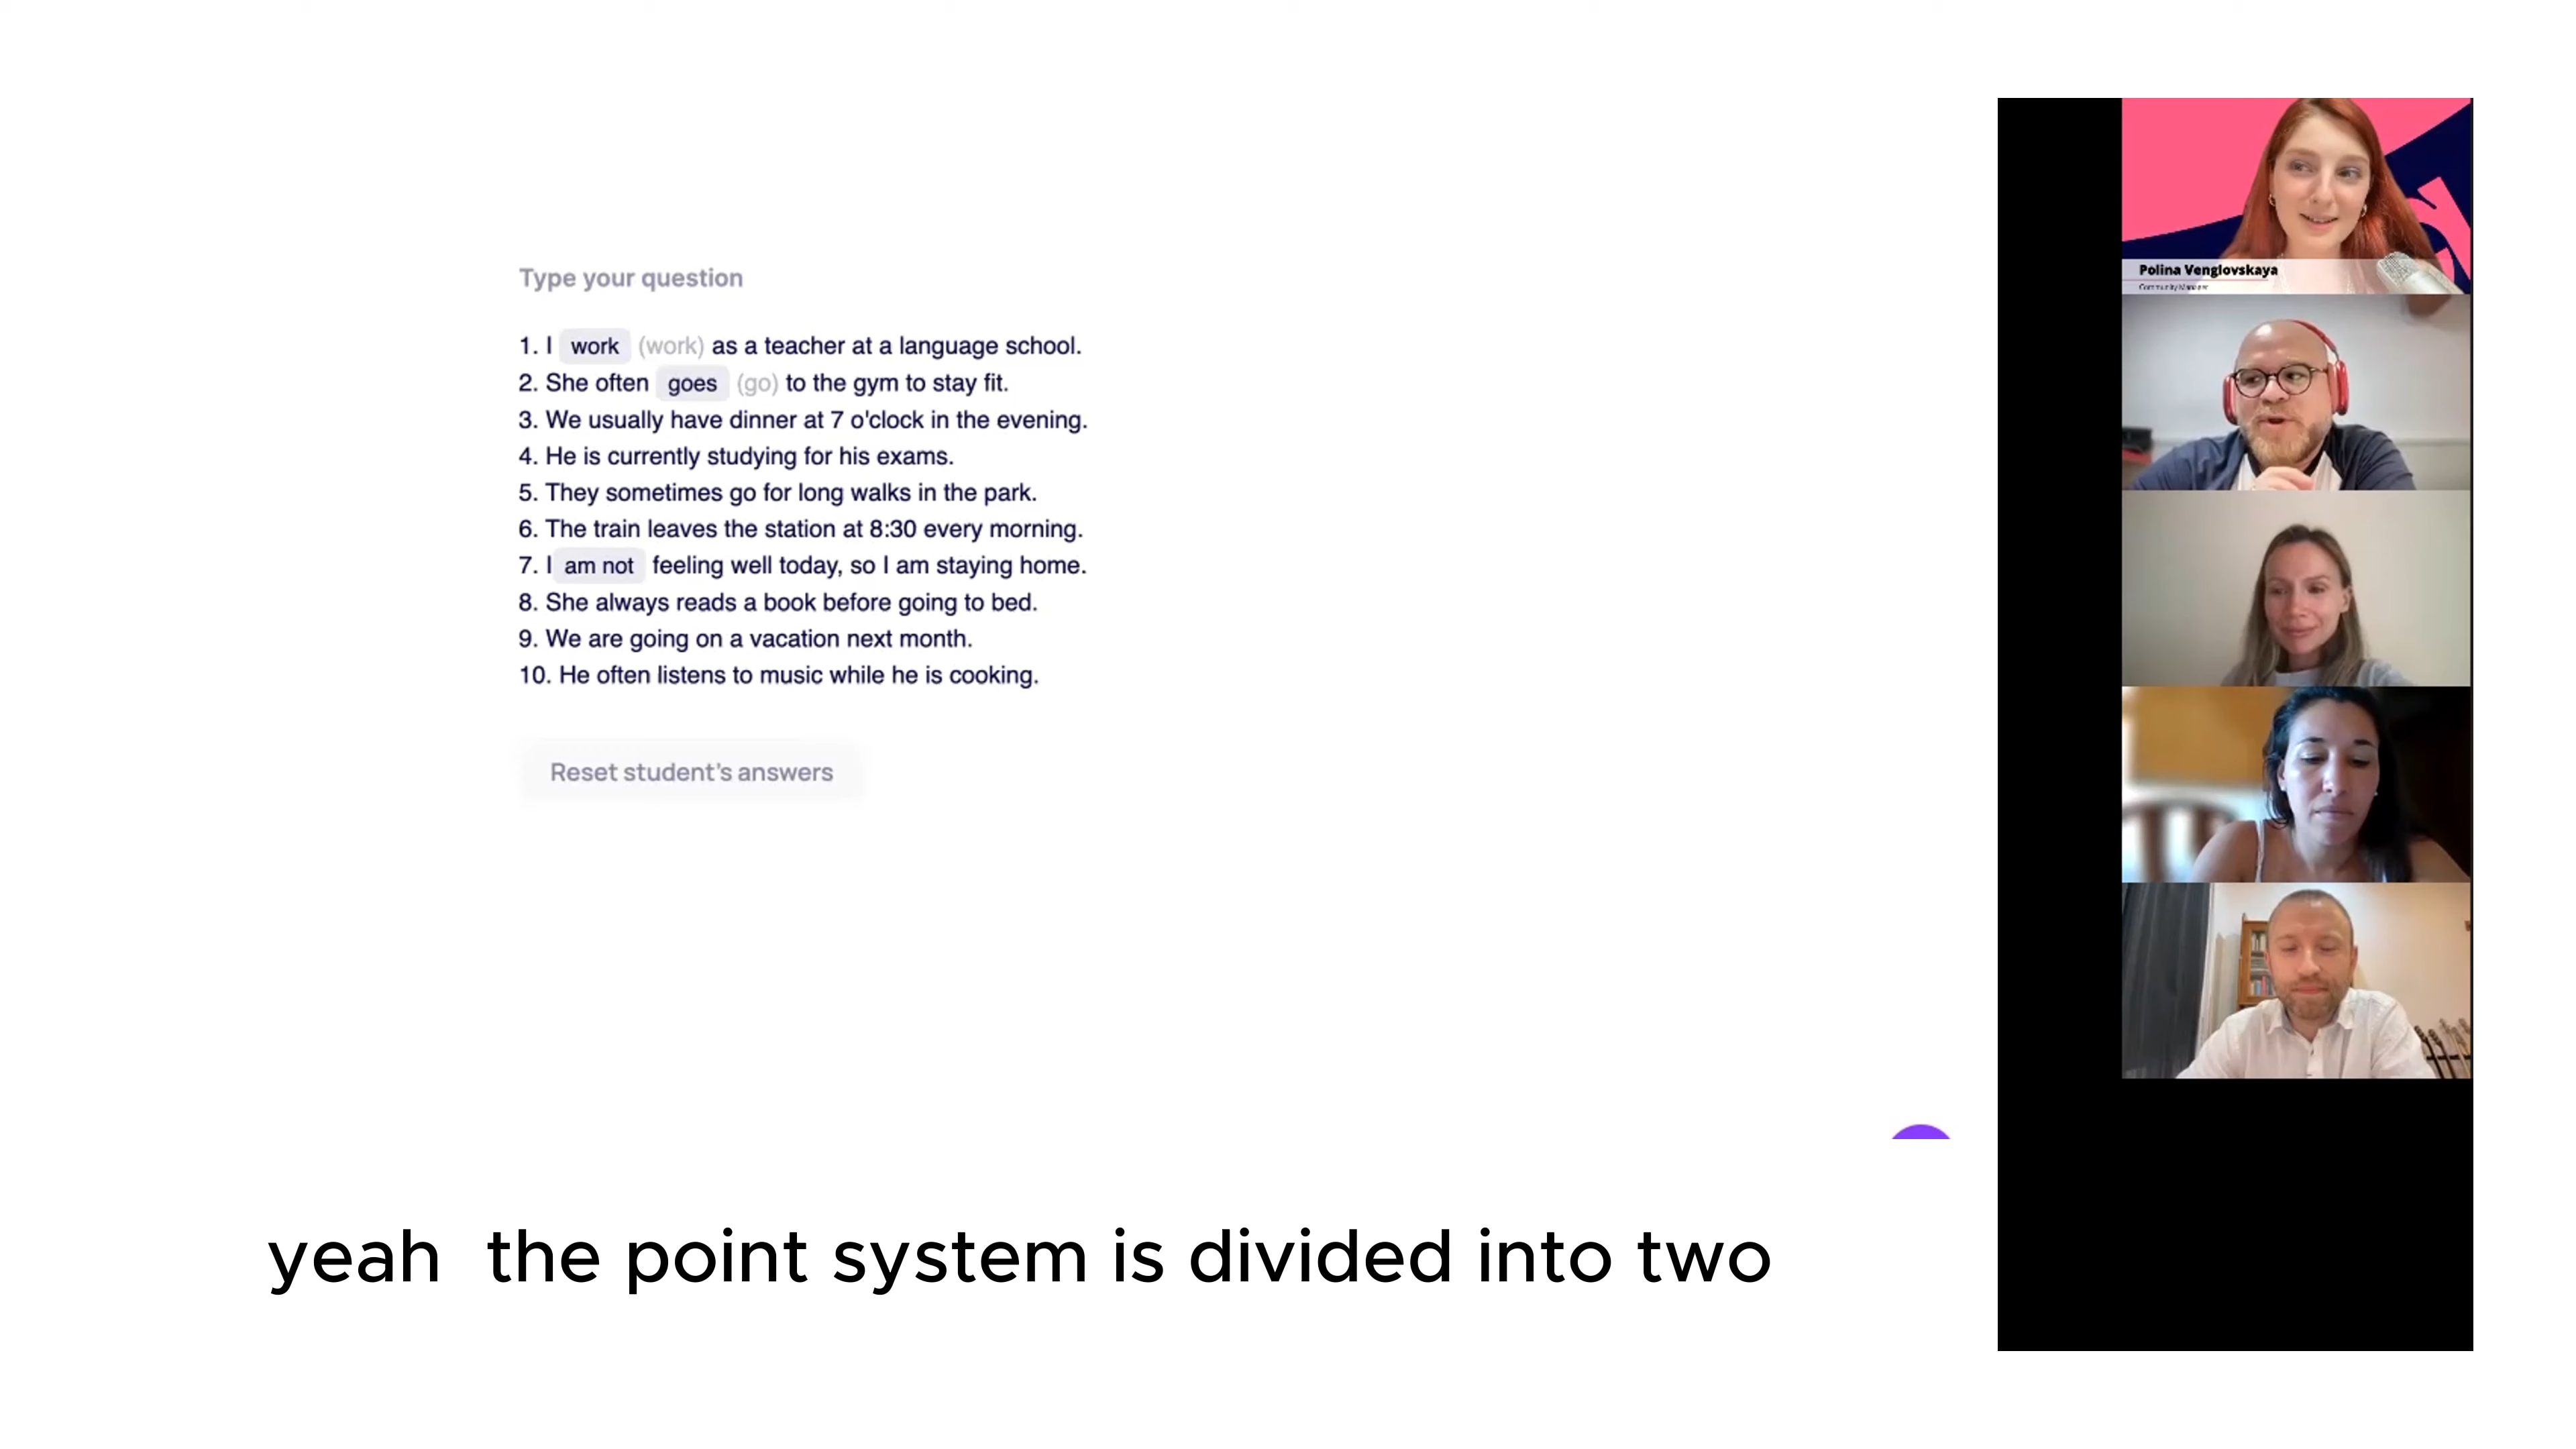 Type your question
1. I work (work) as a teacher at a language school.
2. She often goes (go) to the gym to stay fit.
3. We usually have dinner at 7 o'clock in the evening.
4. He is currently studying for his exams.
5. They sometimes go for long walks in the park.
6. The train leaves the station at 8:30 every morning.
7. I am not feeling well today, so I am staying home.
8. She always reads a book before going to bed.
9. We are going on a vacation next month.
10. He often listens to music while he is cooking.
Reset student's answers
Polina Venglovskaya
Community Manager
yeah  the point system is divided into two